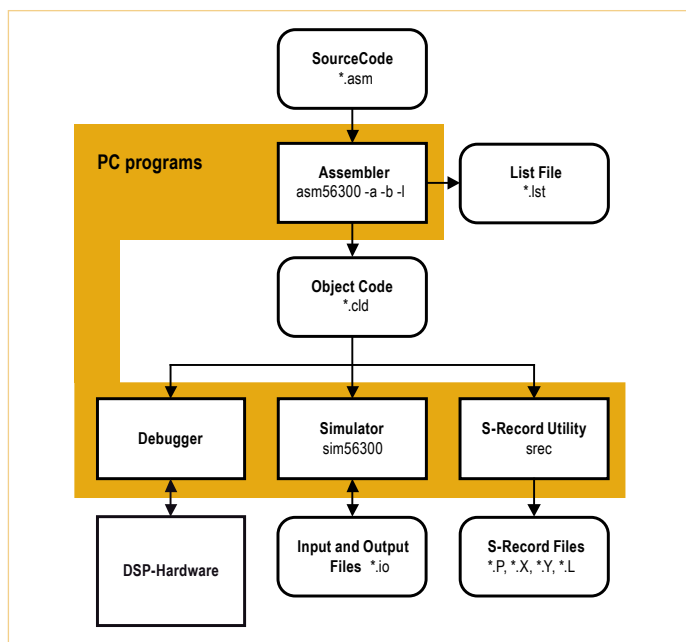 SourceCode
*.asm
PC programs
Assembler
asm56300 -a -b -l
List File
*.lst
Object Code
*.cld
Debugger
Simulator
sim56300
S-Record Utility
srec
DSP-Hardware
Input and Output
Files *.io
S-Record Files
*.P, *.X, *.Y, *.L